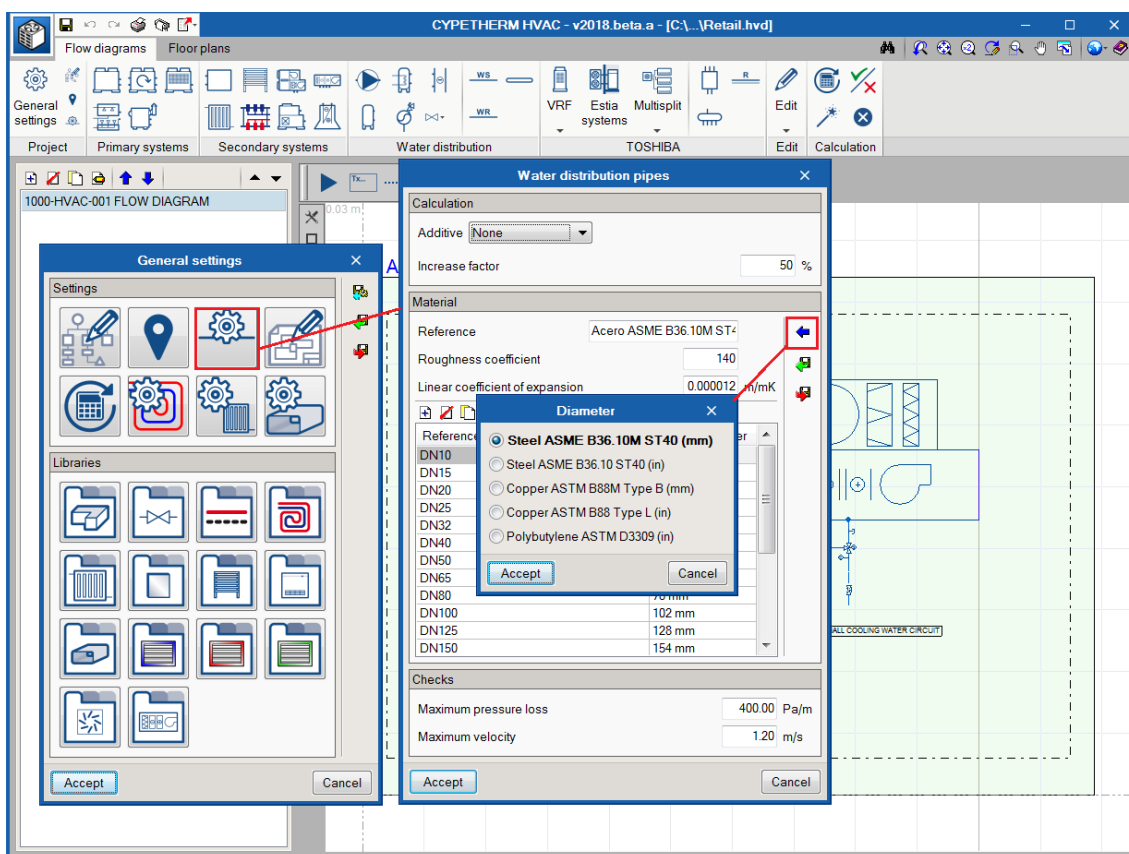 CYPETHERM HVAC - v2018.beta.a - [C:\...\Retail.hvd]
Flow diagrams Floor plans
General settings
WS
WR
VRF
Estia systems
Multisplit
R
Edit
Project Primary systems Secondary systems Water distribution TOSHIBA Edit Calculation
1000-HVAC-001 FLOW DIAGRAM
Tx...
0.03 m
A
General settings
Settings
Libraries
Accept Cancel
Water distribution pipes
Calculation
Additive None
Increase factor 50 %
Material
Reference Acero ASME B36.10M ST4
Roughness coefficient 140
Linear coefficient of expansion 0.000012 m/mK
Reference er
DN10
DN15
DN20
DN25
DN32
DN40
DN50
DN65
DN80
DN100 102 mm
DN125 128 mm
DN150 154 mm
Diameter
Steel ASME B36.10M ST40 (mm)
Steel ASME B36.10 ST40 (in)
Copper ASTM B88M Type B (mm)
Copper ASTM B88 Type L (in)
Polybutylene ASTM D3309 (in)
Accept Cancel
Checks
Maximum pressure loss 400.00 Pa/m
Maximum velocity 1.20 m/s
Accept Cancel
ALL COOLING WATER CIRCUIT